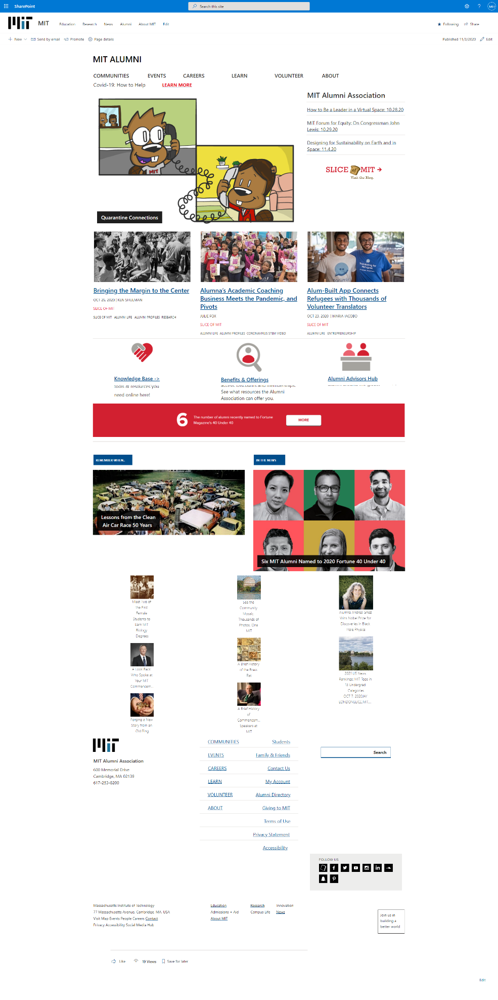 SharePoint
Search this site
?
MH
MIT
MIT
Education Research News Alumni About MIT Edit
Following Share
New Send by email Promote Page details
Published 11/3/2020 Edit
MIT ALUMNI
COMMUNITIES EVENTS CAREERS LEARN VOLUNTEER ABOUT
Covid-19: How to Help LEARN MORE
MIT
Quarantine Connections
MIT Alumni Association
How to Be a Leader in a Virtual Space: 10.28.20
MIT Forum for Equity: On Congressman John
Lewis: 10.29.20
Designing for Sustainability on Earth and in
Space: 11.4.20
SLICE of MIT
Visit the Blog.
Bringing the Margin to the Center
OCT 26, 2020 | KEN SHULMAN
SLICE OF MIT
SLICE OF MIT ALUMNI LIFE ALUMNI PROFILES RESEARCH
Alumna's Academic Coaching
Business Meets the Pandemic, and
Pivots
JULIE FOX
SLICE OF MIT
ALUMNI LIFE ALUMNI PROFILES CORONAVIRUS STEM VIDEO
tarjimly
Translating for
Refugees
Alum-Built App Connects
Refugees with Thousands of
Volunteer Translators
OCT 23, 2020 | MARIA IACOBO
SLICE OF MIT
ALUMNI LIFE ENTREPRENEURSHIP
Knowledge Base ->
tools & resources you
need online here!
Benefits & Offerings
access, Discounts and memberships.
See what resources the Alumni
Association can offer you.
Alumni Advisors Hub
6
The number of alumni recently named to Fortune
Magazine's 40 Under 40
MORE
REMEMBER WHEN..
Lessons from the Clean
Air Car Race 50 Years
IN THE NEWS
Six MIT Alumni Named to 2020 Fortune 40 Under 40
Meet Two of
the First
Female
Students to
Earn MIT
Biology
Degrees
A Look Back:
Who Spoke at
Your MIT
Commencem...
Forging a New
Story from an
Old Ring
See the
Community
Mosaic:
Thousands of
Photos, One
MIT
A Brief History
of the Brass
Rat
A Brief History
of
Commencem...
Speakers at
MIT
Alumna Andrea Ghez
Wins Nobel Prize for
Discoveries in Black
Hole Physics
2021 US News
Rankings: MIT Tops in
13 Undergrad
Categories
OCT 7, 2020JAY
LONDONSLICE.MIT....
MIT
MIT Alumni Association
600 Memorial Drive
Cambridge, MA 02139
617-253-8200
COMMUNITIES Students
EVENTS Family & Friends
CAREERS Contact Us
LEARN My Account
VOLUNTEER Alumni Directory
ABOUT Giving to MIT
Terms of Use
Privacy Statement
Accessibility
Search
FOLLOW US
Massachusetts Institute of Technology
77 Massachusetts Avenue, Cambridge, MA, USA
Visit Map Events People Careers Contact
Privacy Accessibility Social Media Hub
Education Research Innovation
Admissions + Aid Campus Life News
About MIT
Join us in
building a
better world
Like 19 Views Save for later
Edit